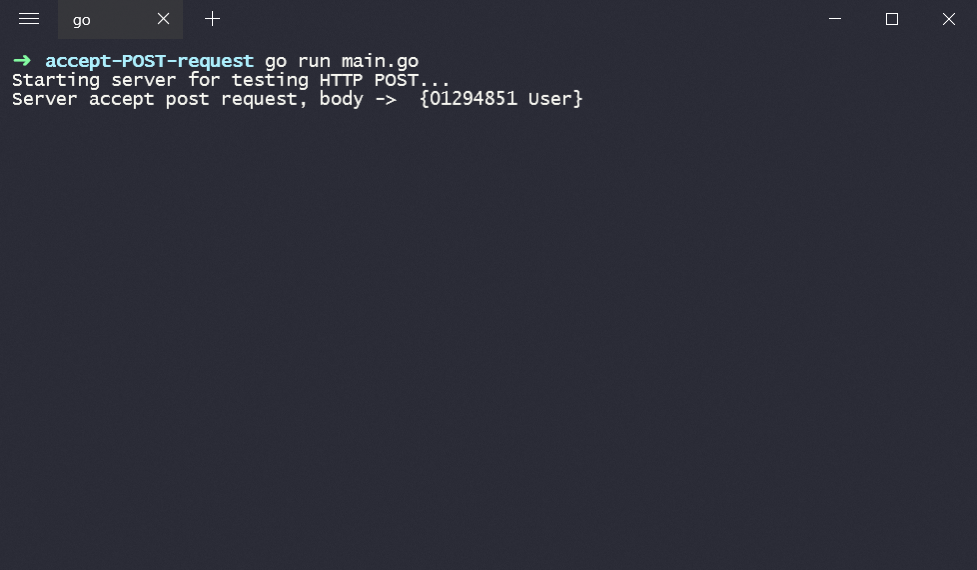 go
➜ accept-POST-request go run main.go
Starting server for testing HTTP POST...
Server accept post request, body ->  {01294851 User}